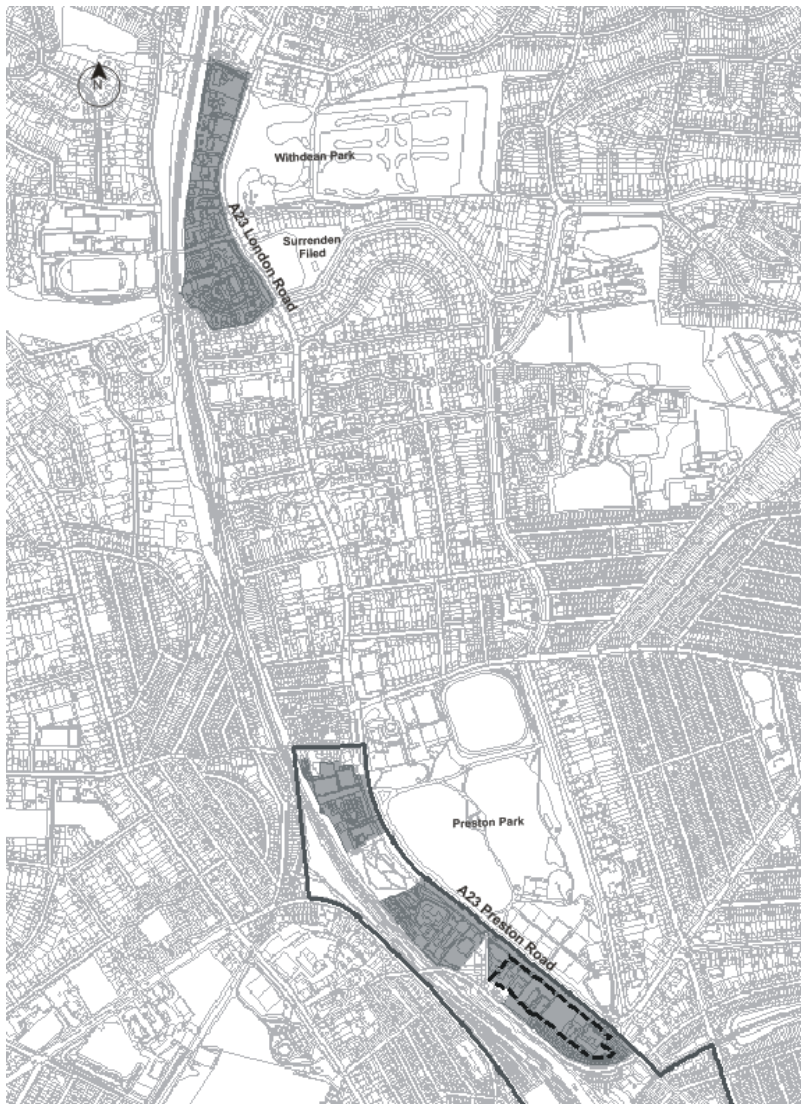 N
Withdean Park
A23 London Road
Surrenden
Filed
Preston Park
A23 Preston Road